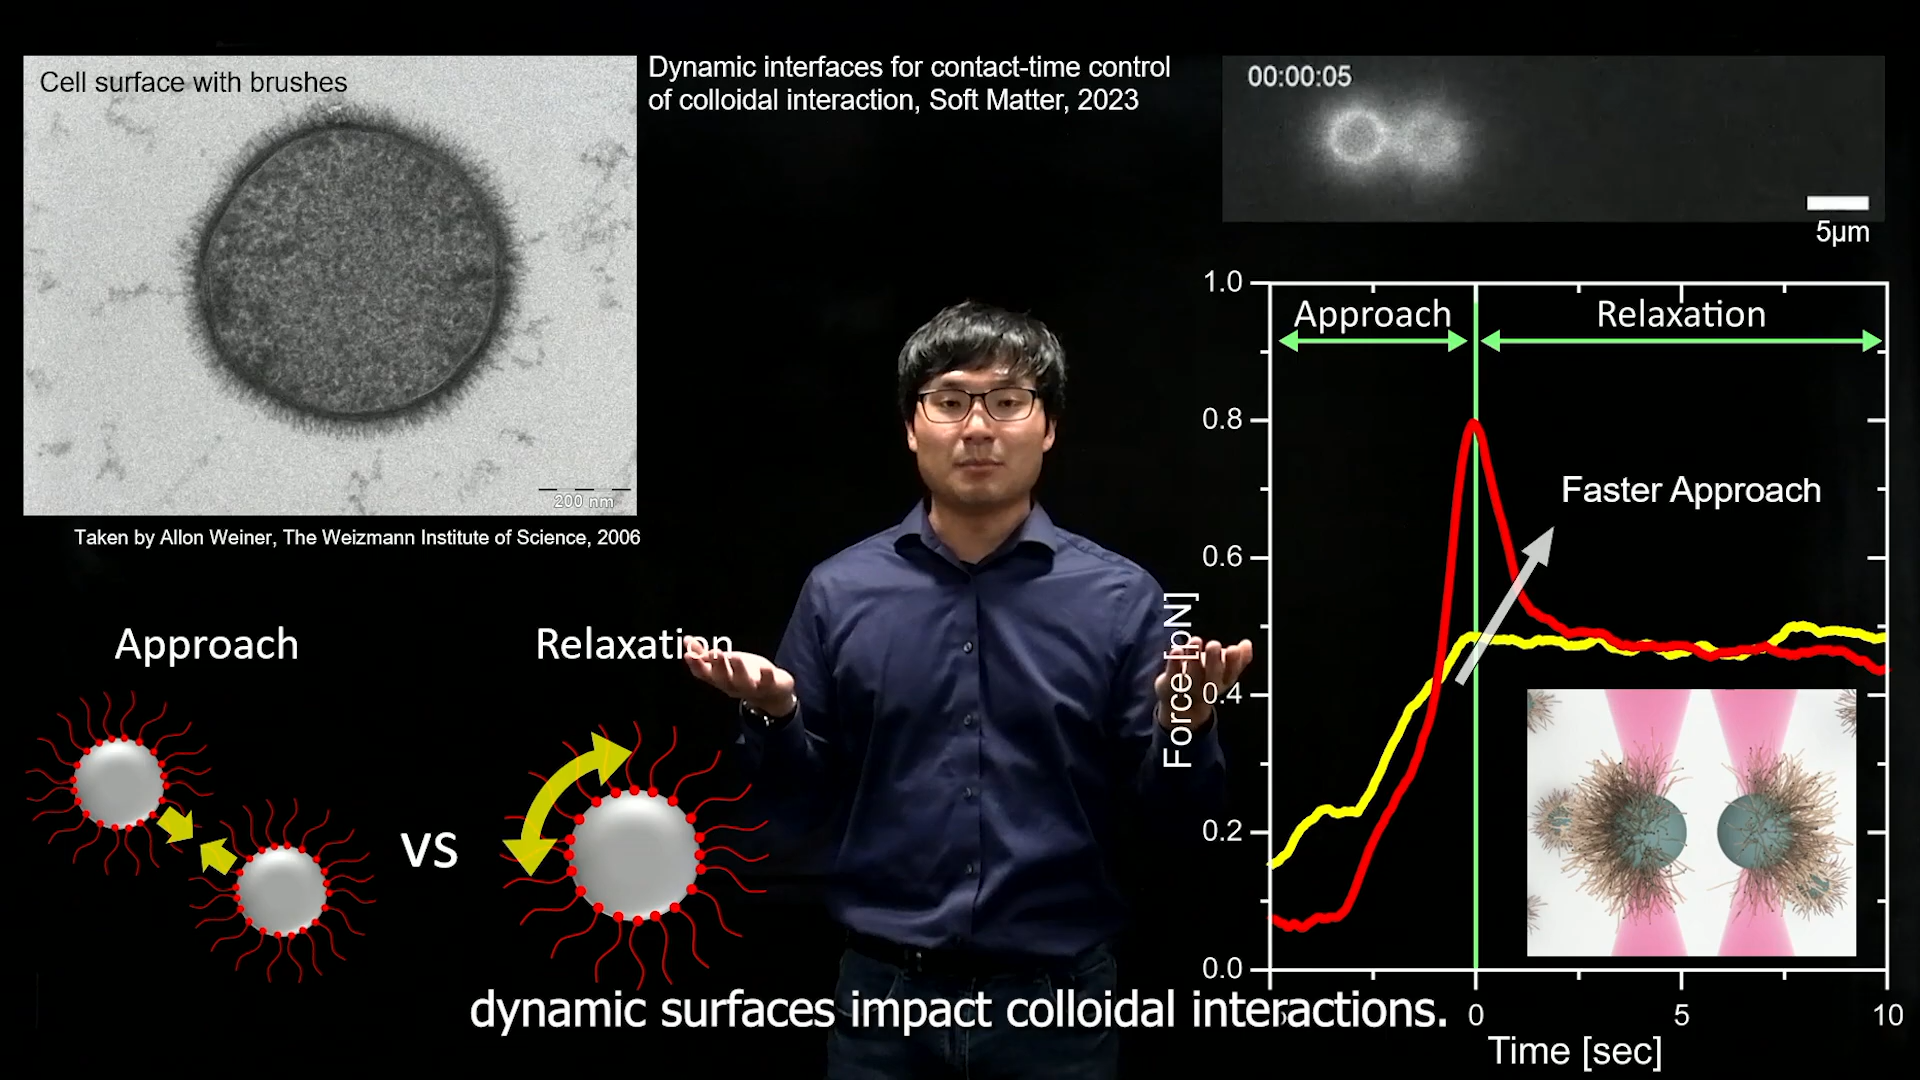 Cell surface with brushes
200 nm
Taken by Allon Weiner, The Weizmann Institute of Science, 2006
Dynamic interfaces for contact-time control
of colloidal interaction, Soft Matter, 2023
00:00:05
5µm
Approach
vs
Relaxation
1.0
0.8
0.6
0.4
0.2
0.0
Force [pN]
Approach
Relaxation
Faster Approach
0
5
10
Time [sec]
dynamic surfaces impact colloidal interactions.